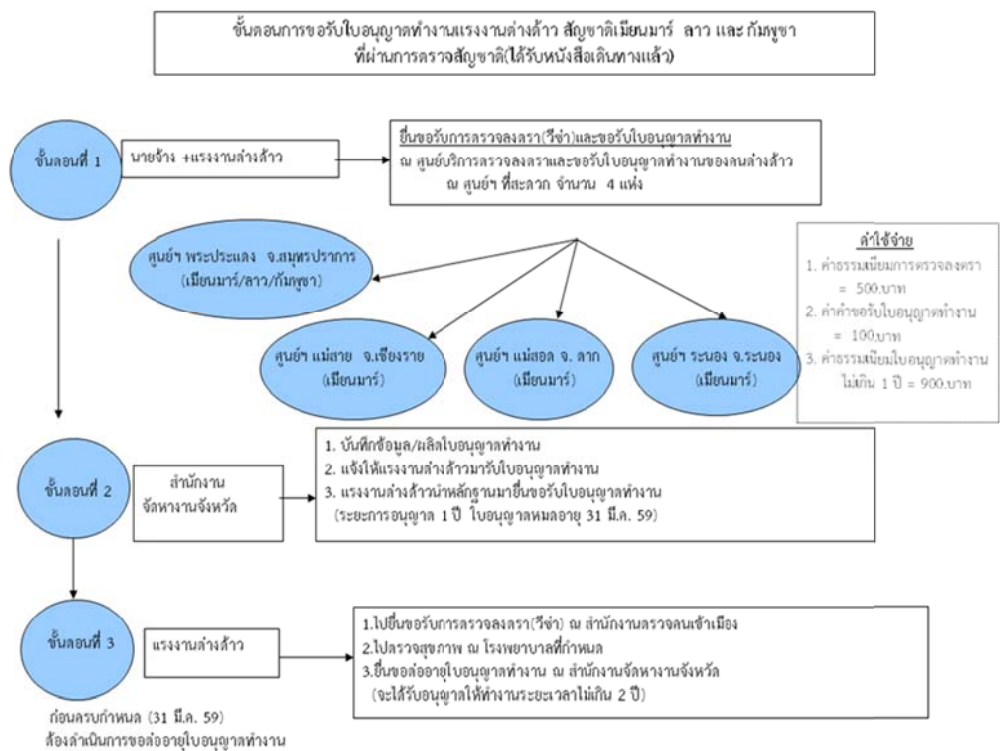 ขั้นตอนการขอรับใบอนุญาตทำงานแรงงานต่างด้าว สัญชาติเมียนมาร์ ลาว และ กัมพูชา
ที่ผ่านการตรวจสัญชาติ(ได้รับหนังสือเดินทางแล้ว)
ขั้นตอนที่ 1
นายจ้าง +แรงงานต่างด้าว
ยื่นขอรับการตรวจลงตรา(วีซ่า)และขอรับใบอนุญาตทำงาน
ณ ศูนย์บริการตรวจลงตราและขอรับใบอนุญาตทำงานของคนต่างด้าว
ณ ศูนย์ฯ ที่สะดวก จำนวน 4 แห่ง
ศูนย์ฯ พระประแดง จ.สมุทรปราการ
(เมียนมาร์/ลาว/กัมพูชา)
ศูนย์ฯ แม่สาย จ.เชียงราย
(เมียนมาร์)
ศูนย์ฯ แม่สอด จ. ตาก
(เมียนมาร์)
ศูนย์ฯ ระนอง จ.ระนอง
(เมียนมาร์)
ค่าใช้จ่าย
1. ค่าธรรมเนียมการตรวจลงตรา
= 500.บาท
2. ค่าคำขอรับใบอนุญาตทำงาน
= 100.บาท
3. ค่าธรรมเนียมใบอนุญาตทำงาน
ไม่เกิน 1 ปี = 900.บาท
ขั้นตอนที่ 2
สำนักงาน
จัดหางานจังหวัด
1. บันทึกข้อมูล/ผลิตใบอนุญาตทำงาน
2. แจ้งให้แรงงานต่างด้าวมารับใบอนุญาตทำงาน
3. แรงงานต่างด้าวนำหลักฐานมายื่นขอรับใบอนุญาตทำงาน
(ระยะการอนุญาต 1 ปี ใบอนุญาตหมดอายุ 31 มี.ค. 59)
ขั้นตอนที่ 3
แรงงานต่างด้าว
1.ไปยื่นขอรับการตรวจลงตรา(วีซ่า) ณ สำนักงานตรวจคนเข้าเมือง
2.ไปตรวจสุขภาพ ณ โรงพยาบาลที่กำหนด
3.ยื่นขอต่ออายุใบอนุญาตทำงาน ณ สำนักงานจัดหางานจังหวัด
(จะได้รับอนุญาตให้ทำงานระยะเวลาไม่เกิน 2 ปี)
ก่อนครบกำหนด (31 มี.ค. 59)
ต้องดำเนินการขอต่ออายุใบอนุญาตทำงาน